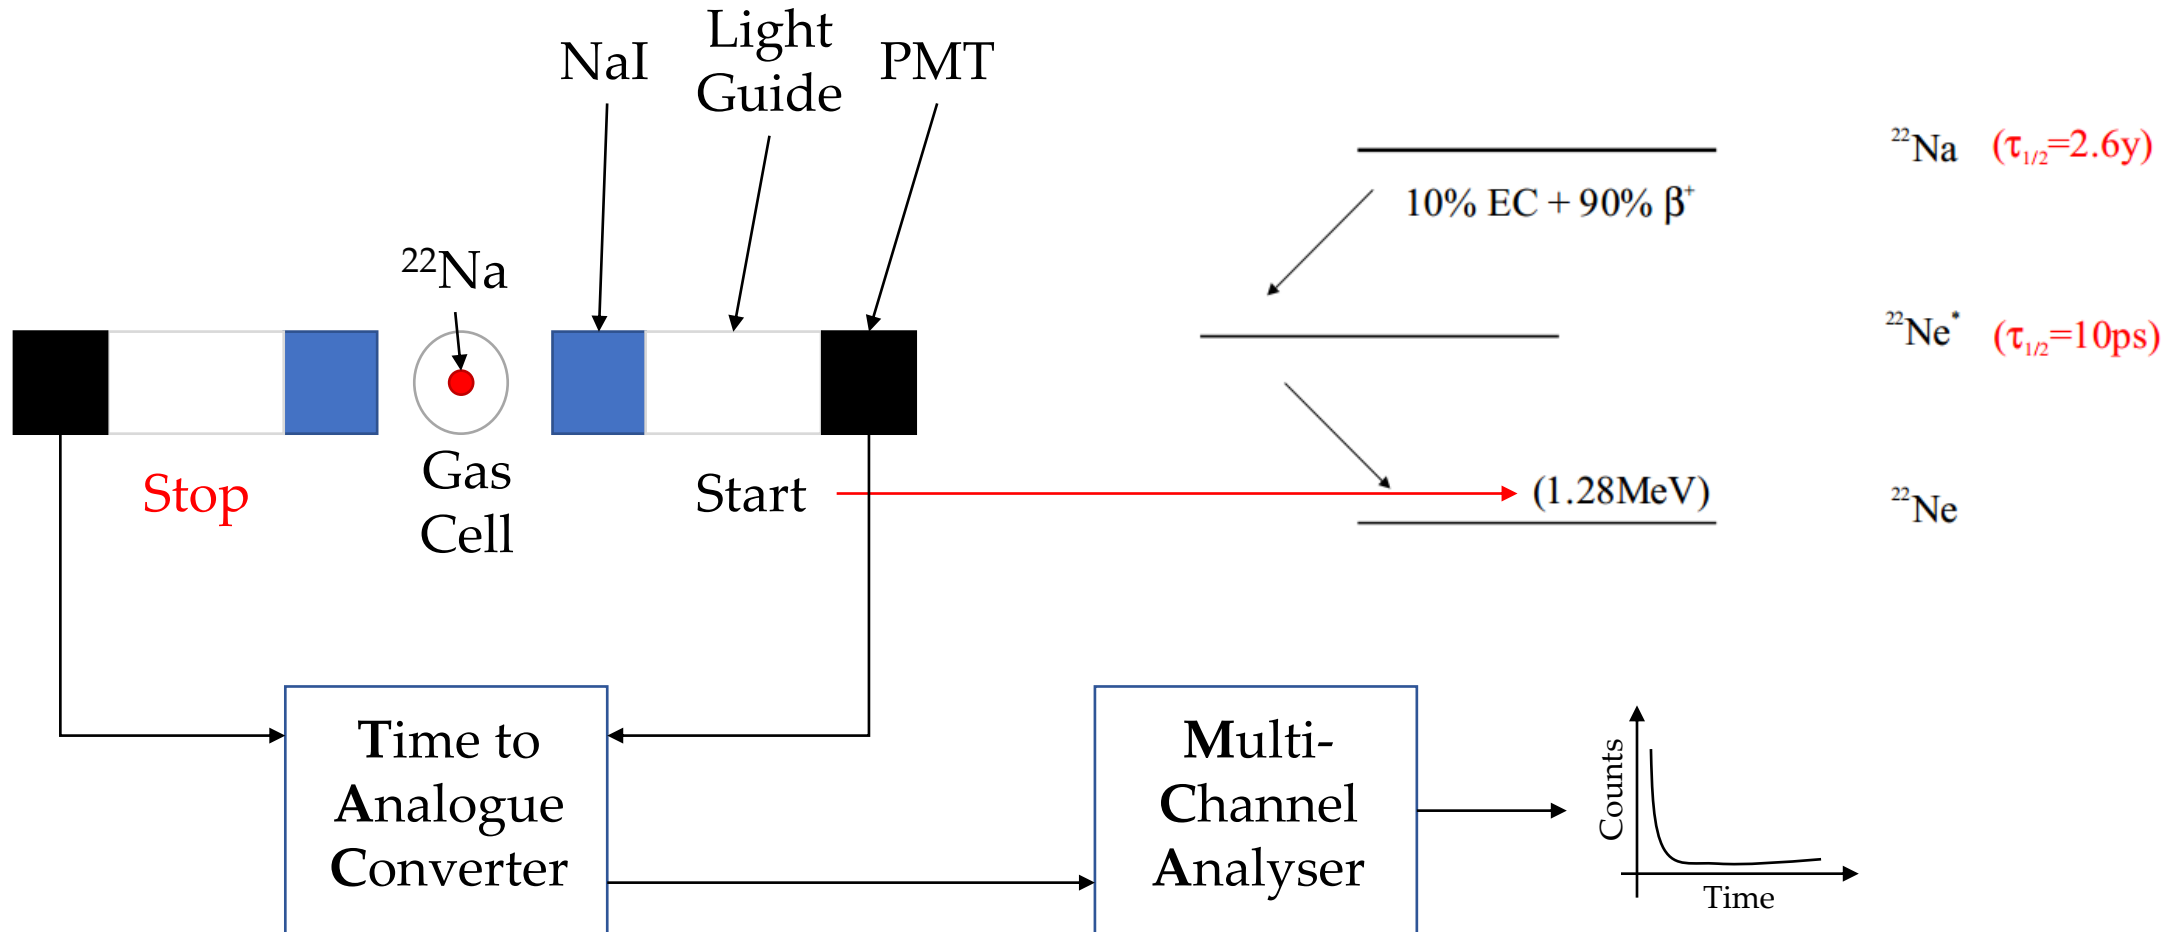 NaI
Light
Guide
PMT
²²Na
Stop
Gas
Cell
Start
²²Na (τ₁/₂=2.6y)
10% EC + 90% β⁺
²²Ne* (τ₁/₂=10ps)
(1.28MeV)
²²Ne
Time to
Analogue
Converter
Multi-
Channel
Analyser
Counts
Time